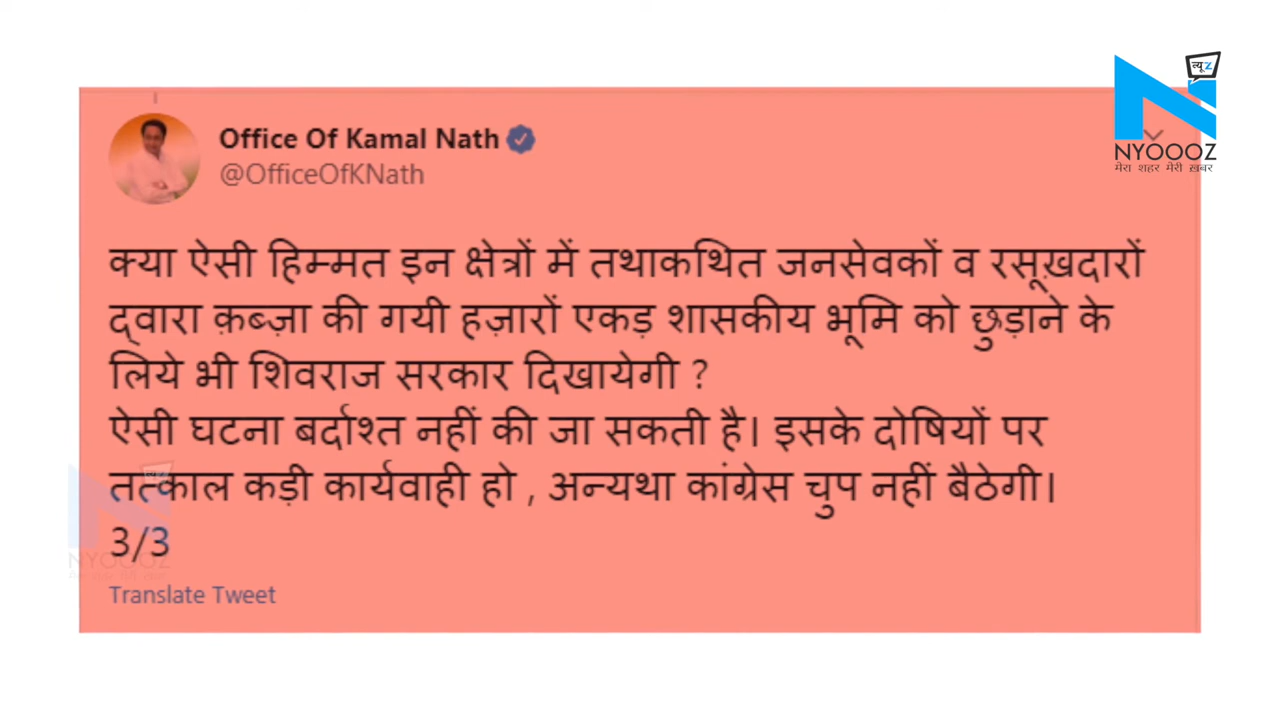 न्यूz
NYOOOZ
मेरा शहर मेरी ख़बर
Office Of Kamal Nath
@OfficeOfKNath
क्या ऐसी हिम्मत इन क्षेत्रों में तथाकथित जनसेवकों व रसूख़दारों
द्वारा क़ब्ज़ा की गयी हज़ारों एकड़ शासकीय भूमि को छुड़ाने के
लिये भी शिवराज सरकार दिखायेगी ?
ऐसी घटना बर्दाश्त नहीं की जा सकती है। इसके दोषियों पर
तत्काल कड़ी कार्यवाही हो , अन्यथा कांग्रेस चुप नहीं बैठेगी।
3/3
NYOOOZ
Translate Tweet